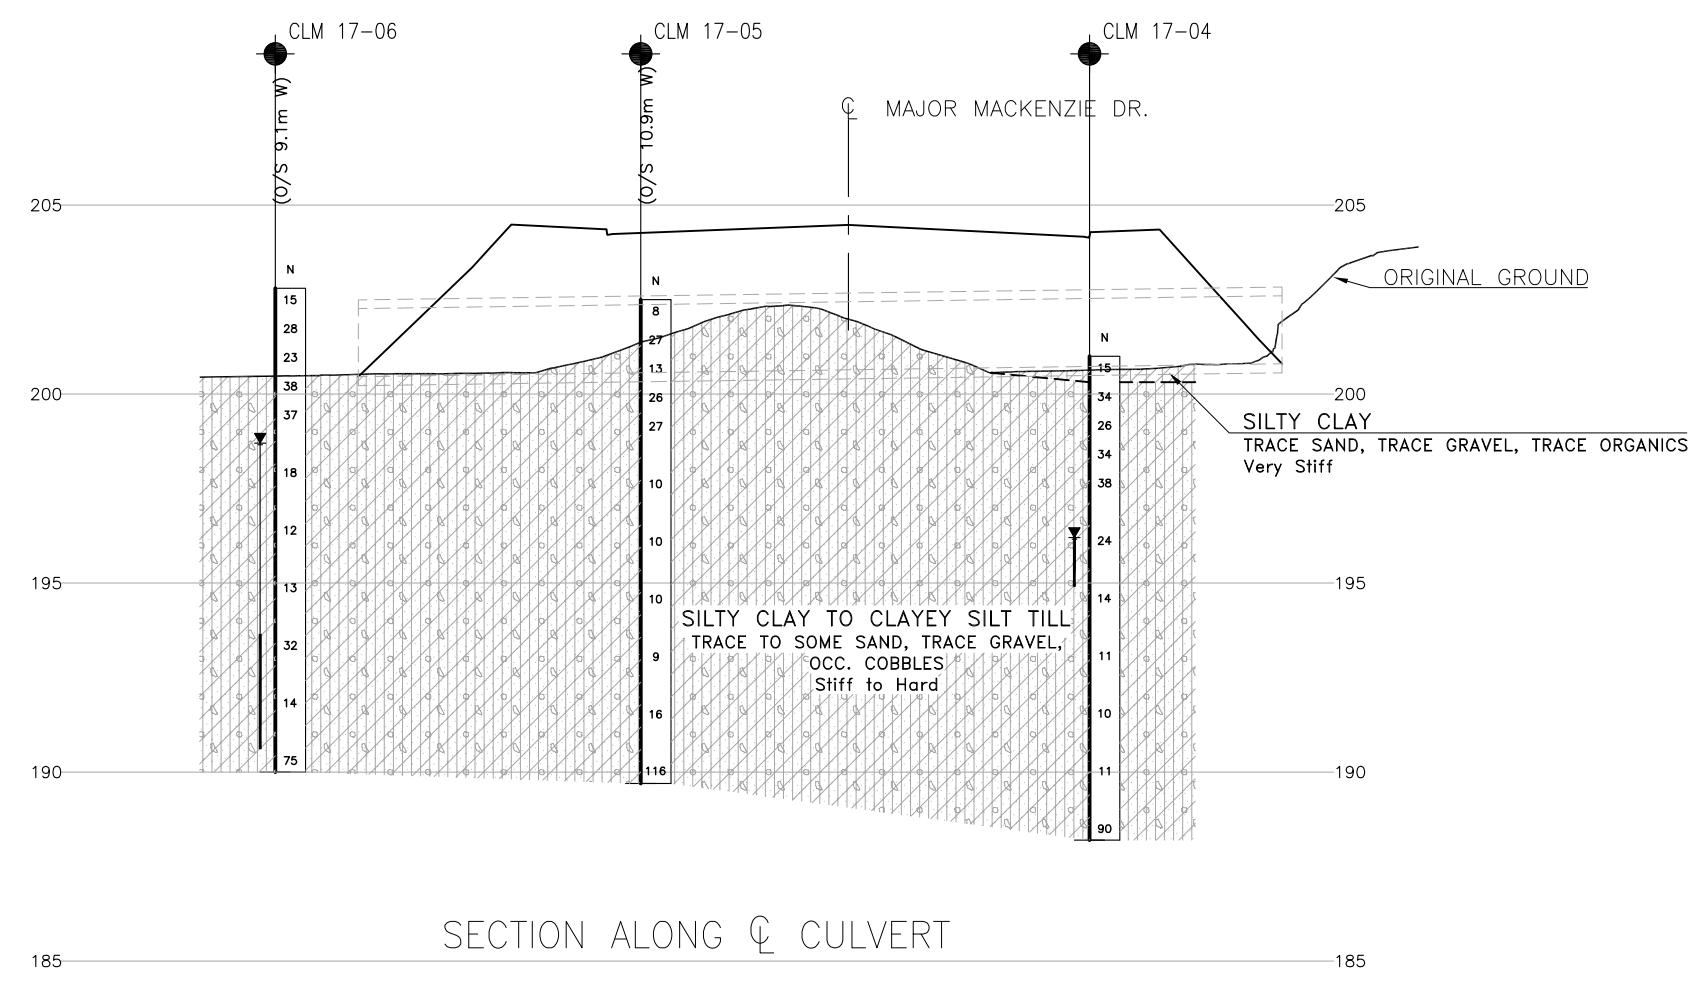 CLM 17-06
CLM 17-05
CLM 17-04
(O/S 9.1m W)
(O/S 10.9m W)
℄ MAJOR MACKENZIE DR.
205
205
ORIGINAL GROUND
N
15
28
23
38
37
18
12
13
32
14
75
N
8
27
13
26
27
10
10
10
9
16
116
N
15
34
26
34
38
24
14
11
10
11
90
200
200
SILTY CLAY
TRACE SAND, TRACE GRAVEL, TRACE ORGANICS
Very Stiff
195
195
SILTY CLAY TO CLAYEY SILT TILL
TRACE TO SOME SAND, TRACE GRAVEL,
OCC. COBBLES
Stiff to Hard
190
190
SECTION ALONG ℄ CULVERT
185
185